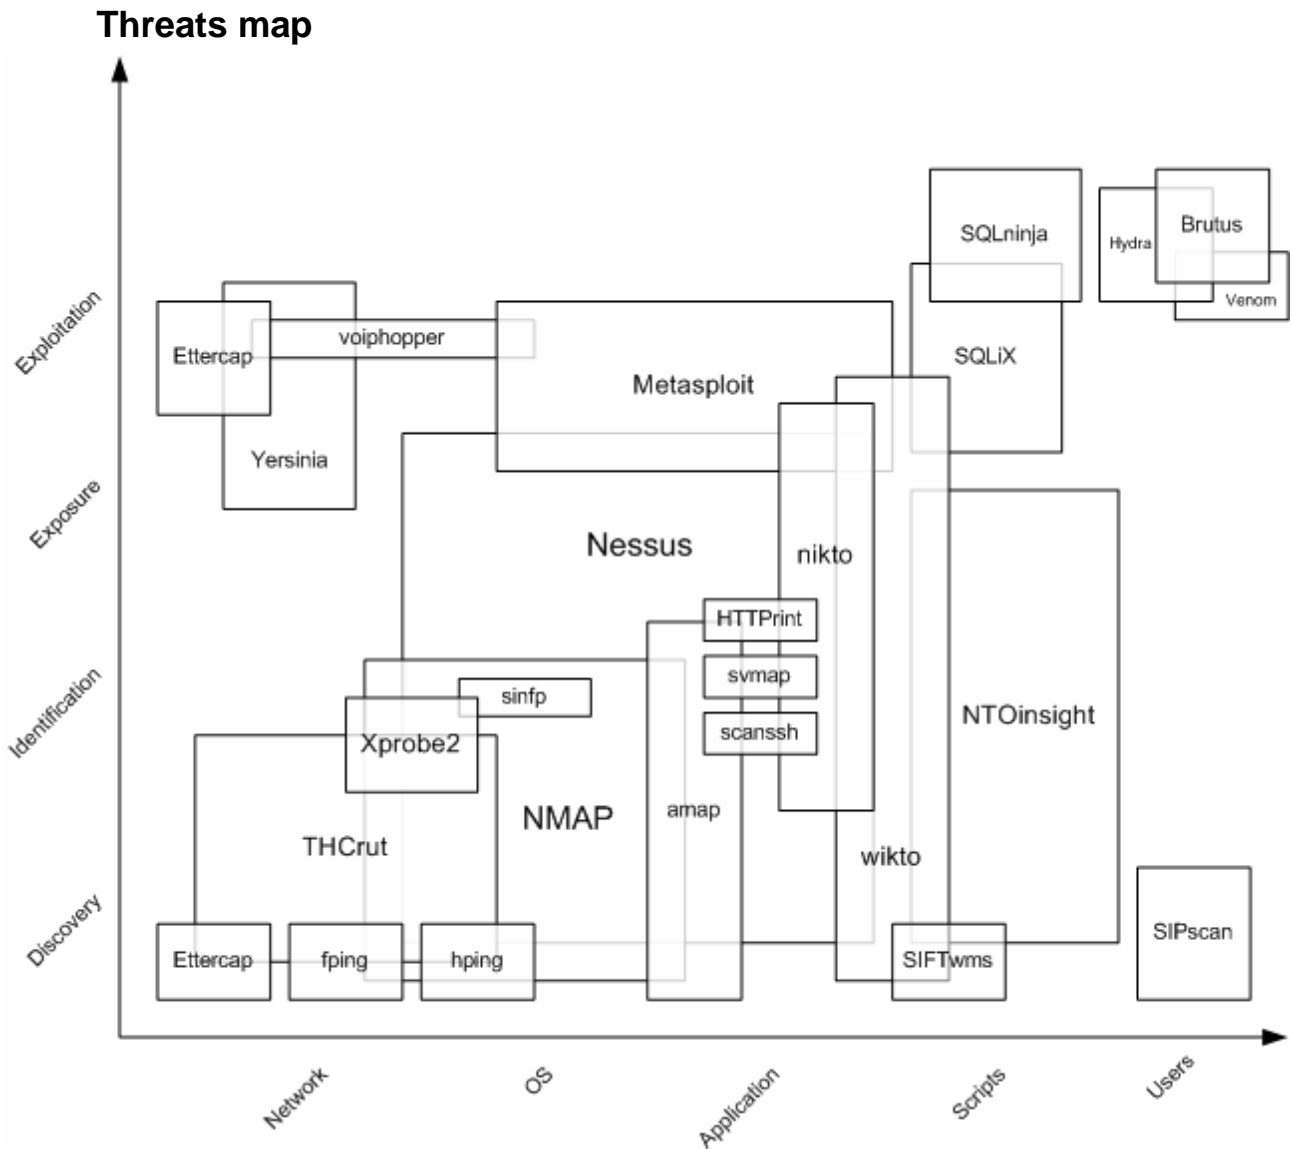 Threats map
SQLninja
Brutus
Hydra
Venom
Exploitation
voiphopper
Ettercap
SQLiX
Metasploit
Yersinia
Exposure
Nessus
nikto
HTTPrint
svmap
Identification
sinfp
NTOinsight
scanssh
Xprobe2
amap
NMAP
THCrut
wikto
Discovery
SIPscan
Ettercap
fping
hping
SIFTwms
Network
OS
Application
Scripts
Users